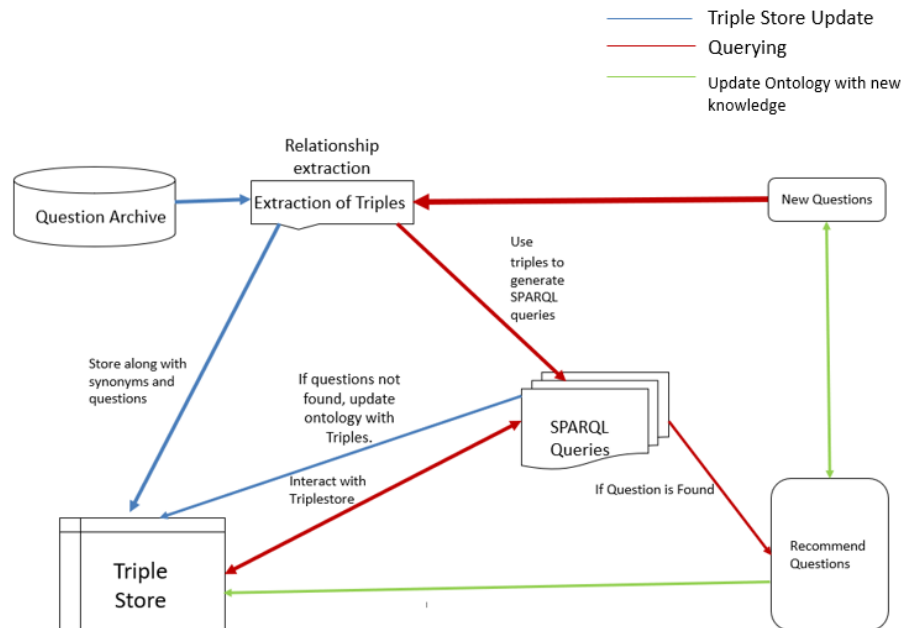 Triple Store Update
Querying
Update Ontology with new
knowledge
Relationship
extraction
Question Archive
Extraction of Triples
New Questions
Use
triples to
generate
SPARQL
queries
Store along with
synonyms and
questions
If questions not
found, update
ontology with
Triples.
SPARQL
Queries
Interact with
Triplestore
If Question is Found
Triple
Store
Recommend
Questions